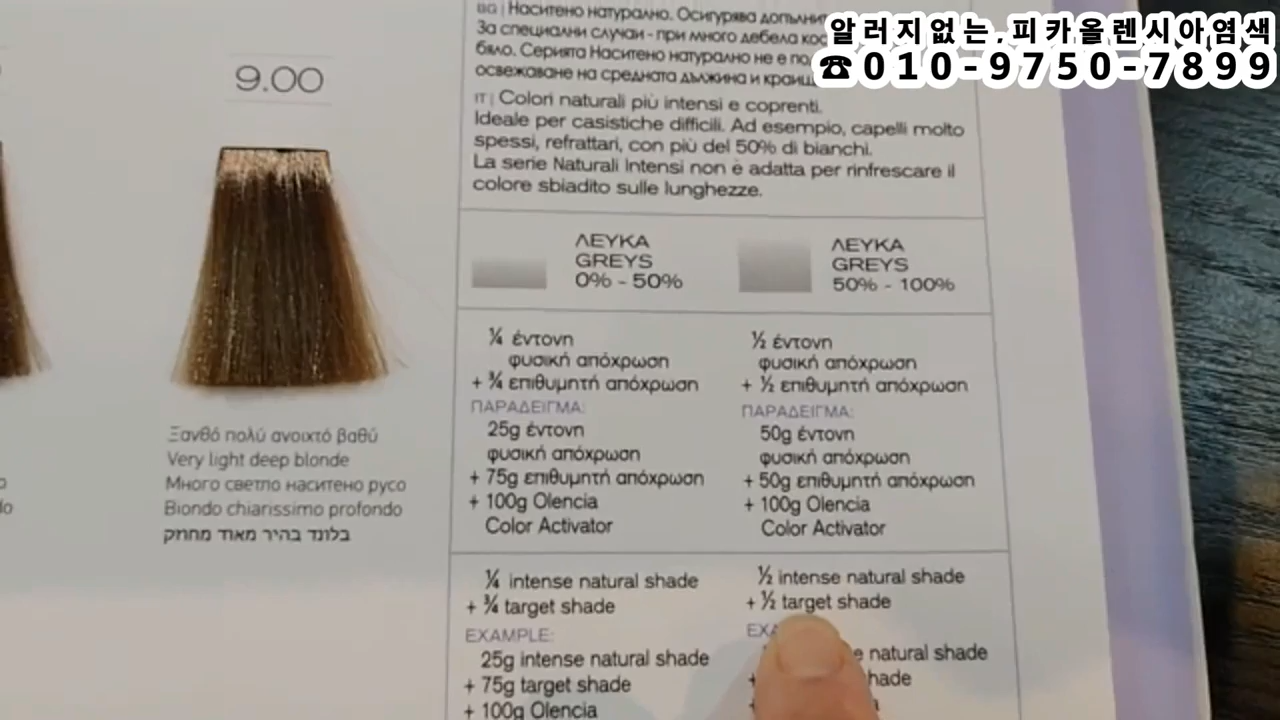 알러지없는,피카올렌시아염색
☎010-9750-7899
9.00
Ξανθό πολύ ανοιχτό βαθύ
Very light deep blonde
Много светло наситено русо
Biondo chiarissimo profondo
בלונד בהיר מאוד מחוזק
BG | Наситено натурално. Осигурява
За специални случаи - при много дебела
бяло. Серията Наситено натурално не е
освежаване на средната дължина и
IT | Colori naturali più intensi e coprenti.
Ideale per casistiche difficili. Ad esempio, capelli molto
spessi, refrattari, con più del 50% di bianchi.
La serie Naturali Intensi non è adatta per rinfrescare il
colore sbiadito sulle lunghezze.
ΛΕΥΚΑ
GREYS
0% - 50%
ΛΕΥΚΑ
GREYS
50% - 100%
¼ έντονη
φυσική απόχρωση
+ ¾ επιθυμητή απόχρωση
ΠΑΡΑΔΕΙΓΜΑ:
25g έντονη
φυσική απόχρωση
+ 75g επιθυμητή απόχρωση
+ 100g Olencia
Color Activator
½ έντονη
φυσική απόχρωση
+ ½ επιθυμητή απόχρωση
ΠΑΡΑΔΕΙΓΜΑ:
50g έντονη
φυσική απόχρωση
+ 50g επιθυμητή απόχρωση
+ 100g Olencia
Color Activator
¼ intense natural shade
+ ¾ target shade
EXAMPLE:
25g intense natural shade
+ 75g target shade
+ 100g Olencia
½ intense natural shade
+ ½ target shade
natural shade